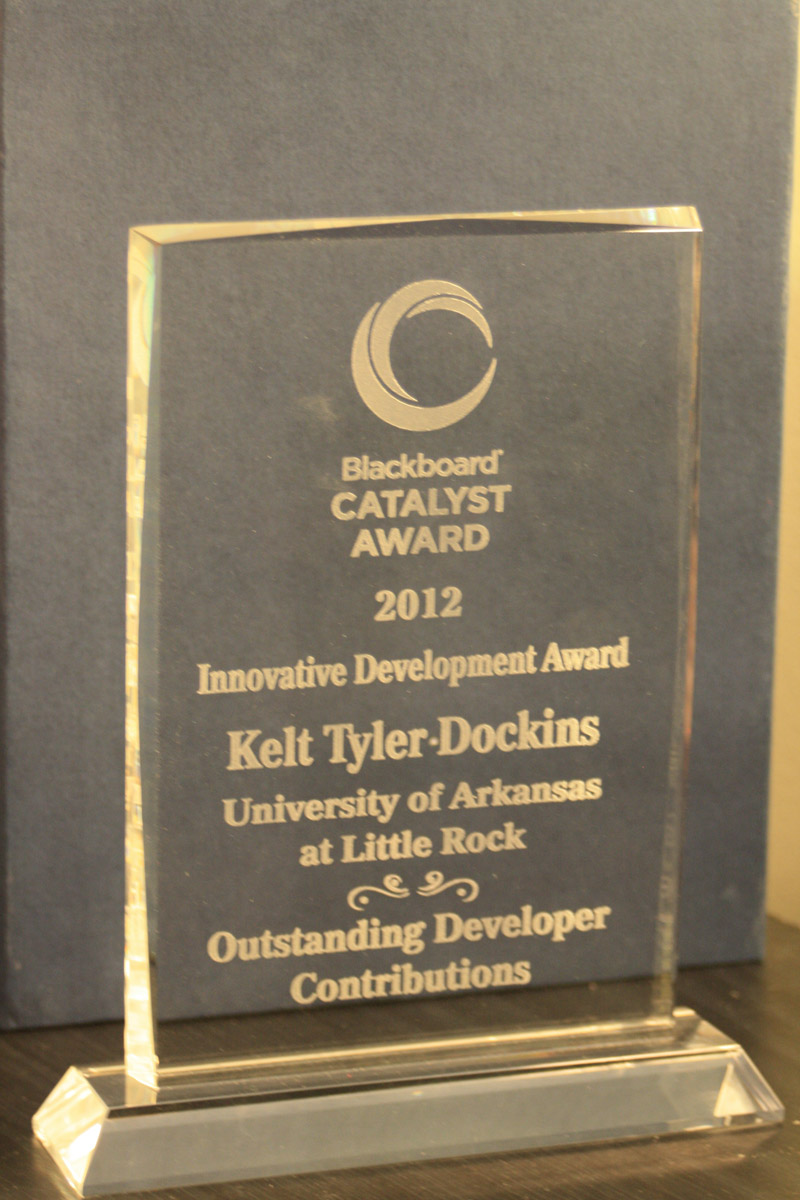 Blackboard
CATALYST
AWARD
2012
Innovative Development Award
Kelt Tyler-Dockins
University of Arkansas
at Little Rock
Outstanding Developer
Contributions